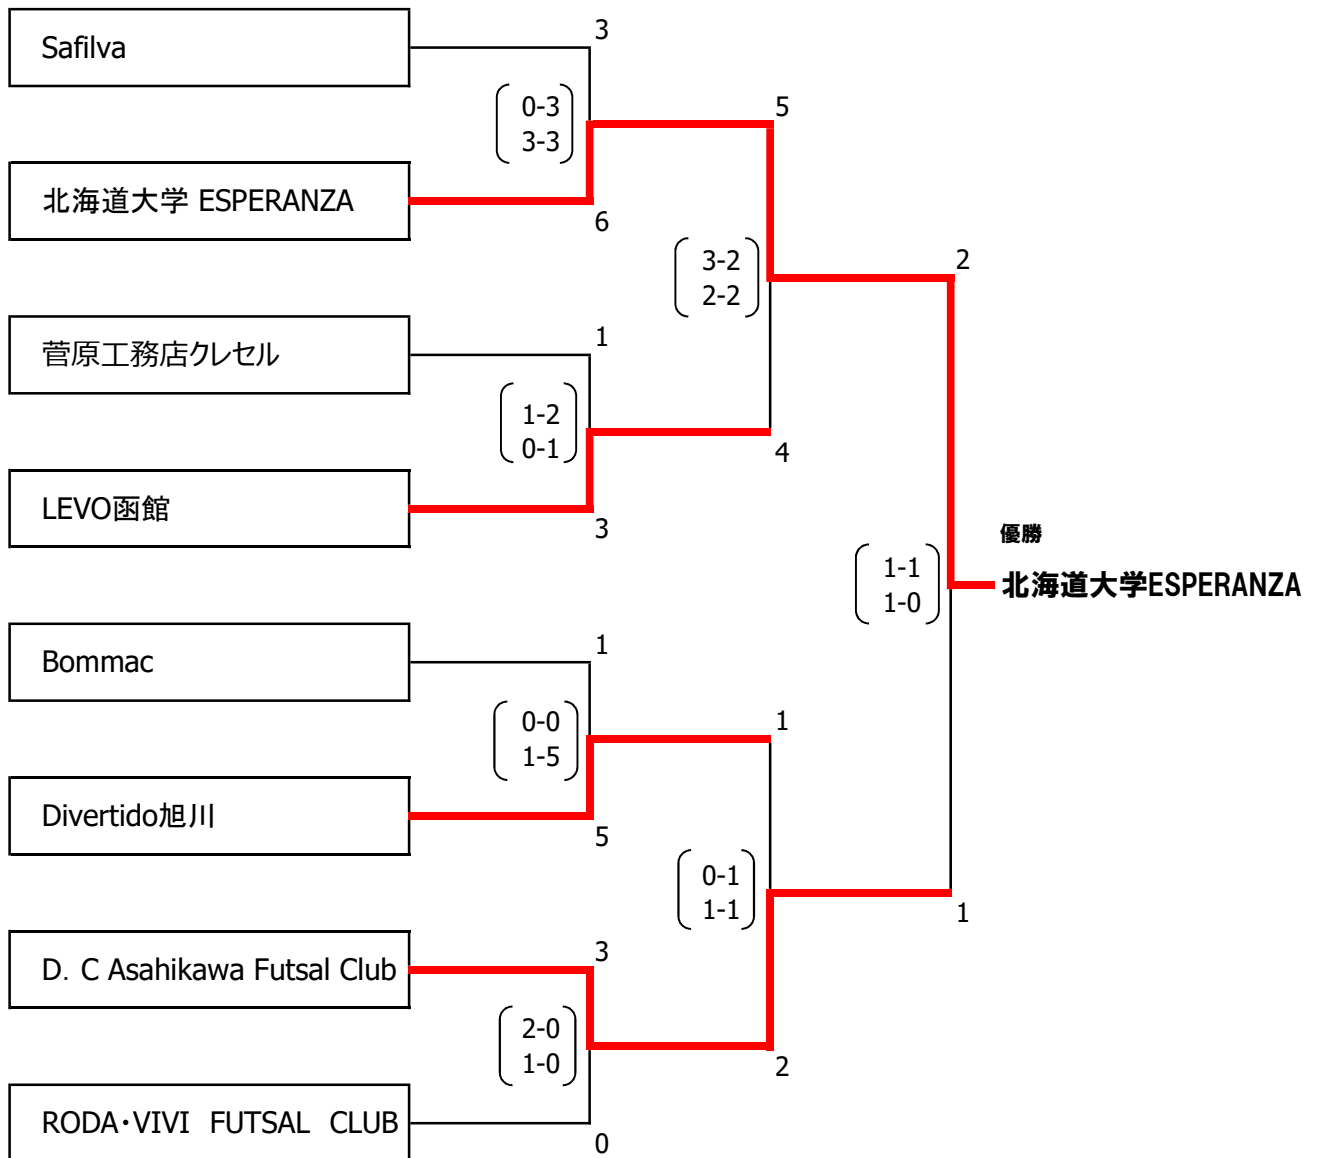 Safilva
3
0-3
3-3
5
北海道大学 ESPERANZA
6
3-2
2-2
2
菅原工務店クレセル
1
1-2
0-1
4
LEVO函館
3
優勝
北海道大学ESPERANZA
1-1
1-0
Bommac
1
0-0
1-5
1
Divertido旭川
5
0-1
1-1
1
D. C Asahikawa Futsal Club
3
2-0
1-0
2
RODA・VIVI FUTSAL CLUB
0